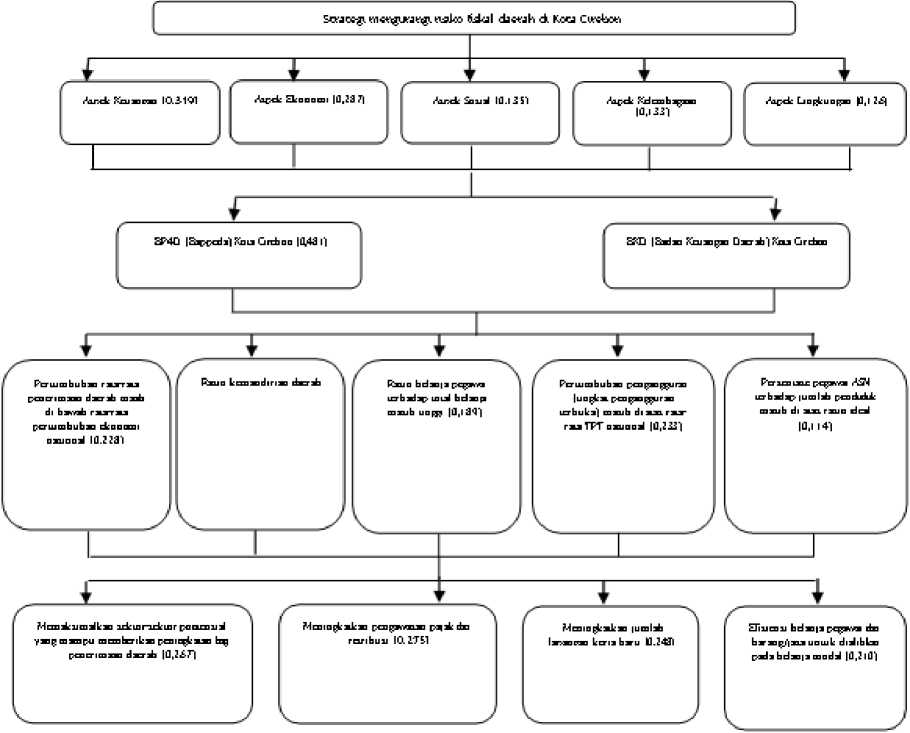 Strategi mengurangi risiko fiskal daerah di Kota Cirebon
Aspek Keuangan (0.319)
Aspek Ekonomi (0,287)
Aspek Sosial (0.135)
Aspek Kelembagaan
(0,133)
Aspek Lingkungan (0,126)
BP4D (Bappeda) Kota Cirebon (0,481)
BKD (Badan Keuangan Daerah) Kota Cirebon
Pertumbuhan rata-rata
penerimaan daerah masih
di bawah rata-rata
pertumbuhan ekonomi
nasional (0.228)
Rasio kemandirian daerah
Rasio belanja pegawai
terhadap total belanja
masih tinggi (0,189)
Pertumbuhan pengangguran
(tingkat pengangguran
terbuka) masih di atas rata-
rata TPT nasional (0,233)
Persentase pegawai ASN
terhadap jumlah penduduk
masih di atas rasio ideal
(0,114)
Memaksimalkan sektor-sektor potensial
yang mampu memberikan peningkatan bagi
penerimaan daerah (0,267)
Meningkatkan pengawasan pajak dan
retribusi (0.275)
Meningkatkan jumlah
lapangan kerja baru (0.248)
Efisiensi belanja pegawai dan
barang/jasa untuk dialihkan
pada belanja modal (0,210)